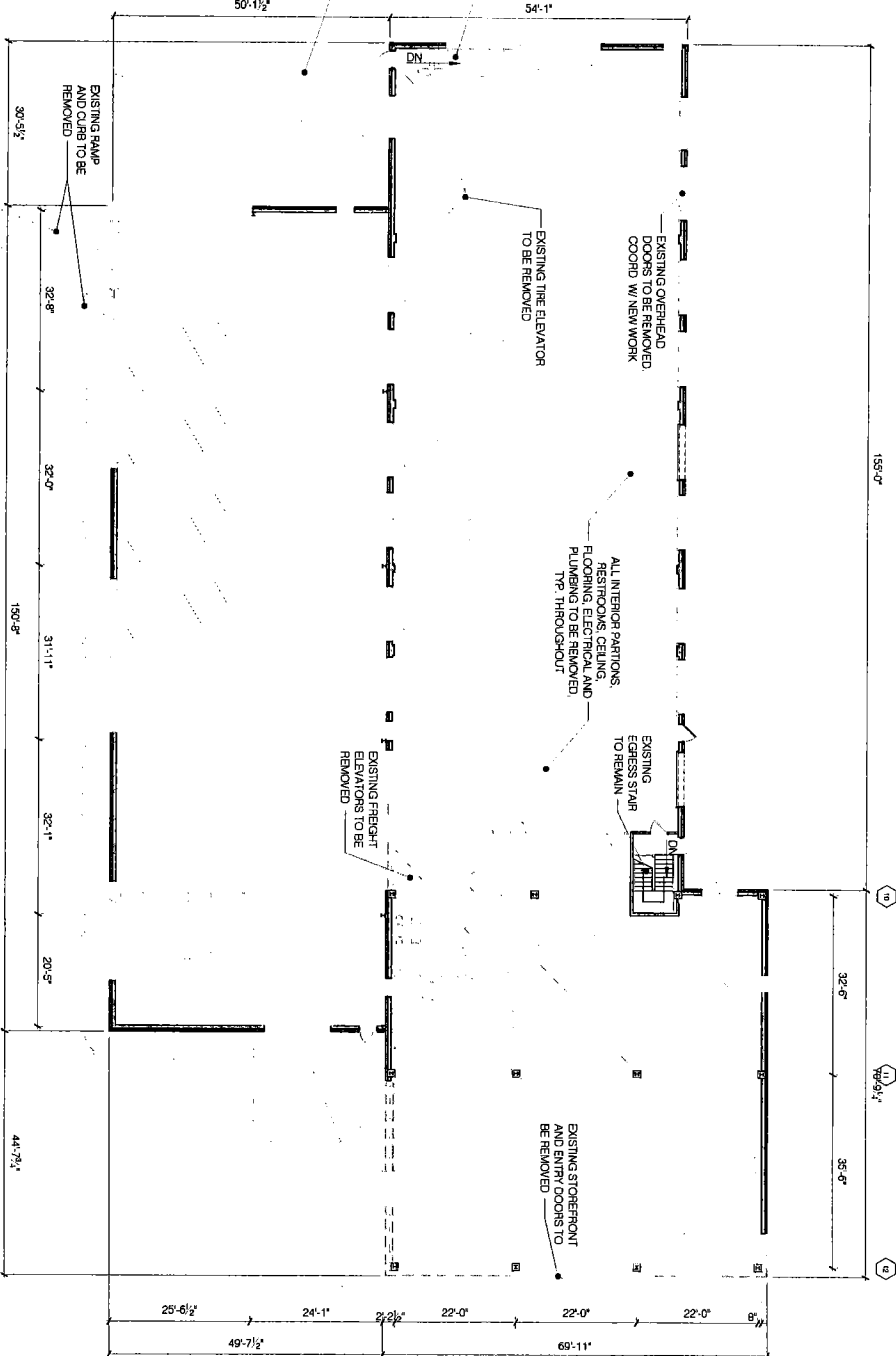 50'-1½"
54'-1"
DN
EXISTING RAMP
AND CURB TO BE
REMOVED
30'-5½"
155'-0"
EXISTING OVERHEAD
DOORS TO BE REMOVED.
COORD W/ NEW WORK
EXISTING TIRE ELEVATOR
TO BE REMOVED
32'-8"
32'-0"
ALL INTERIOR PARTIONS,
RESTROOMS, CEILING,
FLOORING, ELECTRICAL AND
PLUMBING TO BE REMOVED,
TYP. THROUGHOUT
150'-8"
31'-11"
EXISTING
EGRESS STAIR
TO REMAIN
DN
EXISTING FREIGHT
ELEVATORS TO BE
REMOVED
32'-1"
10
32'-6"
20'-5"
11
EXISTING STOREFRONT
AND ENTRY DOORS TO
BE REMOVED
35'-6"
44'-7¾"
12
25'-6½"
24'-1"
2'-2½"
22'-0"
22'-0"
22'-0"
8"
49'-7½"
69'-11"